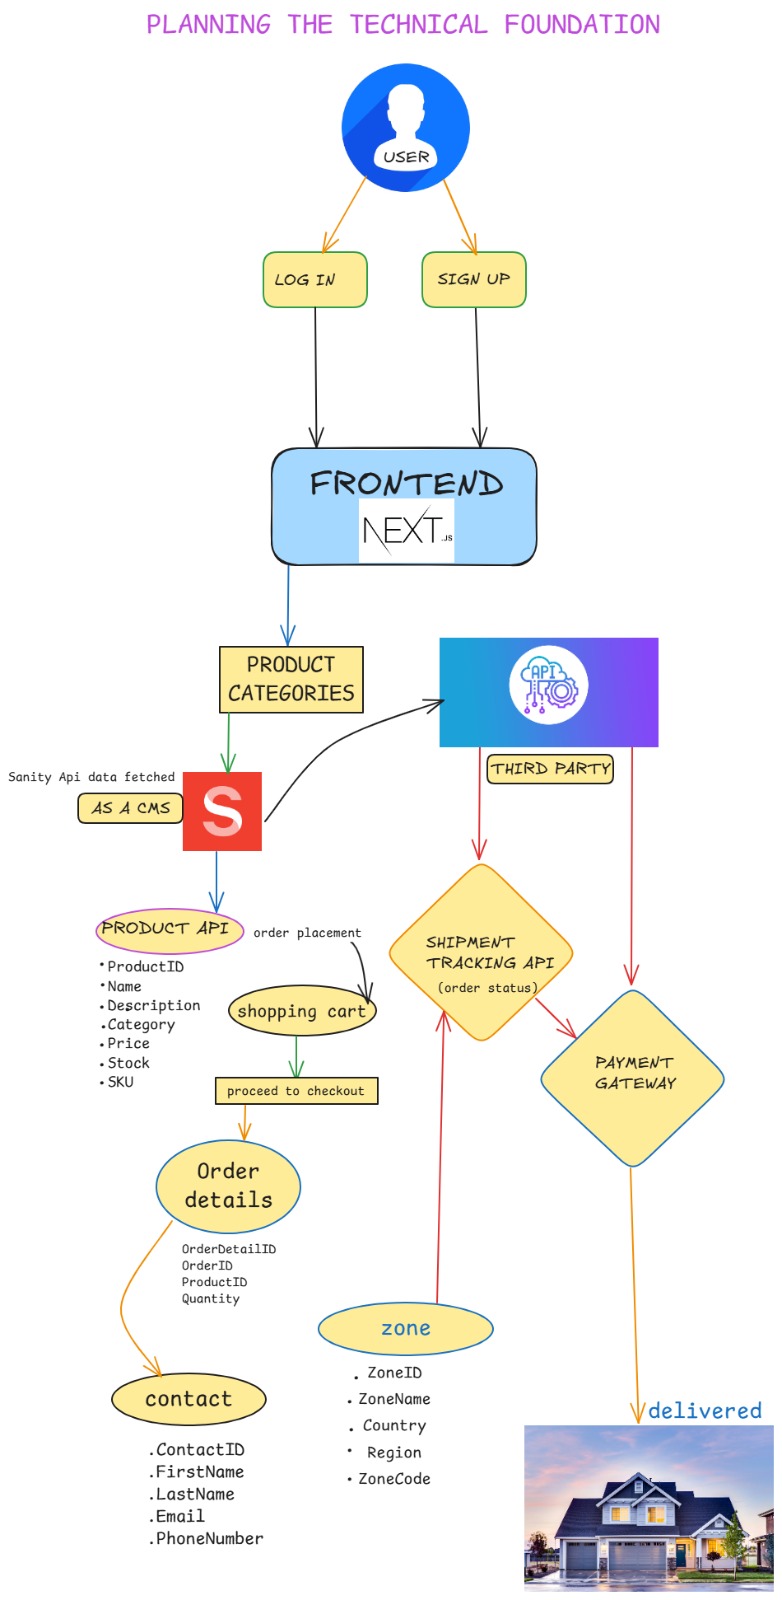 PLANNING THE TECHNICAL FOUNDATION
USER
LOG IN
SIGN UP
FRONTEND
NEXT.JS
PRODUCT
CATEGORIES
API
THIRD PARTY
Sanity Api data fetched
AS A CMS
S
PRODUCT API
• ProductID
• Name
• Description
• Category
• Price
• Stock
• SKU
order placement
shopping cart
proceed to checkout
SHIPMENT
TRACKING API
(order status)
PAYMENT
GATEWAY
Order
details
OrderDetailID
OrderID
ProductID
Quantity
zone
• ZoneID
• ZoneName
• Country
• Region
• ZoneCode
contact
.ContactID
.FirstName
.LastName
.Email
.PhoneNumber
delivered